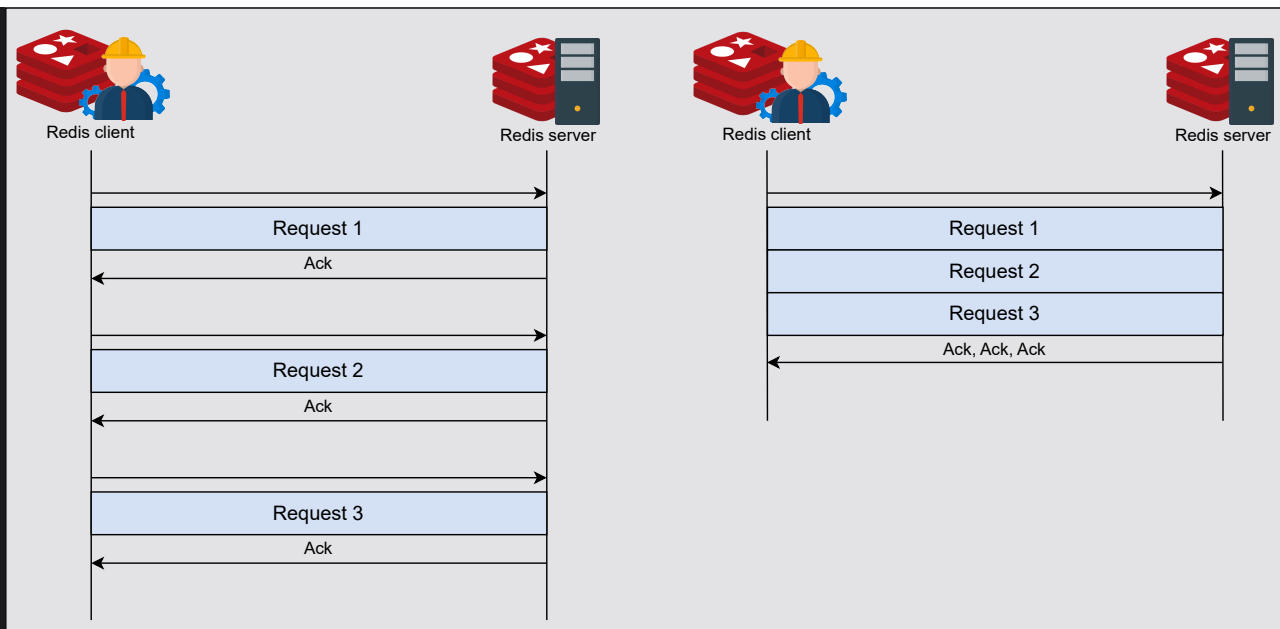 Redis client
Redis server
Request 1
Ack
Request 2
Ack
Request 3
Ack
Redis client
Redis server
Request 1
Request 2
Request 3
Ack, Ack, Ack